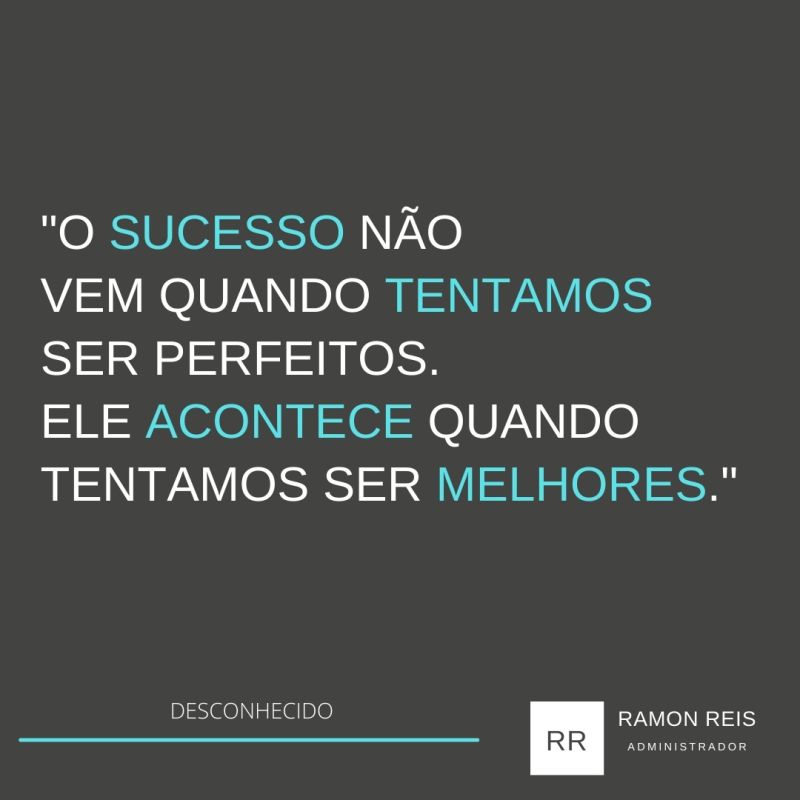 "O SUCESSO NÃO
VEM QUANDO TENTAMOS
SER PERFEITOS.
ELE ACONTECE QUANDO
TENTAMOS SER MELHORES."
DESCONHECIDO
RR
RAMON REIS
ADMINISTRADOR